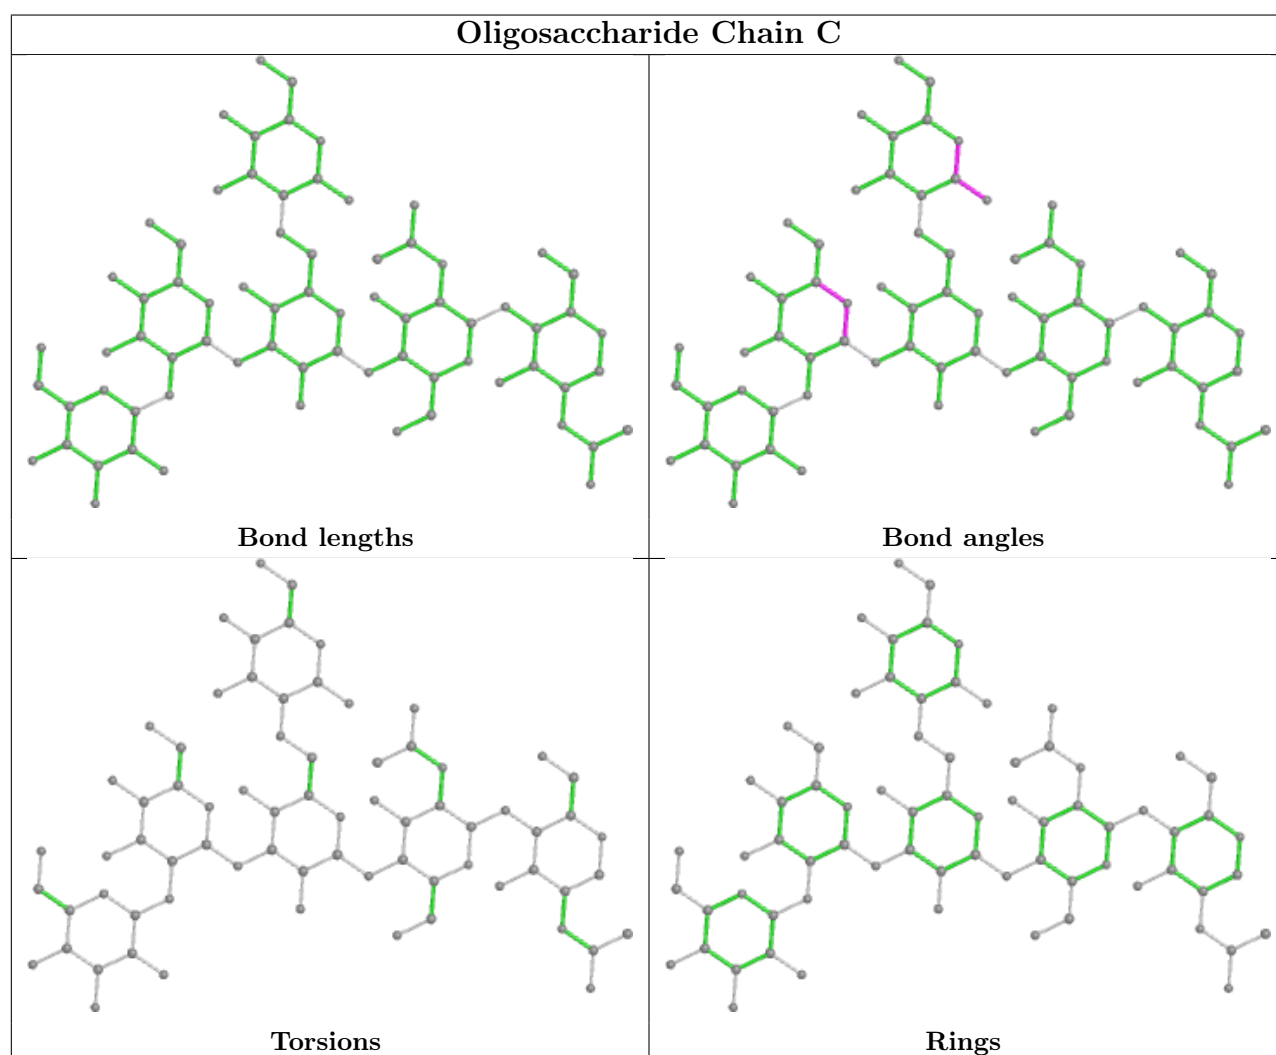 Oligosaccharide Chain C
Bond lengths
Bond angles
Torsions
Rings